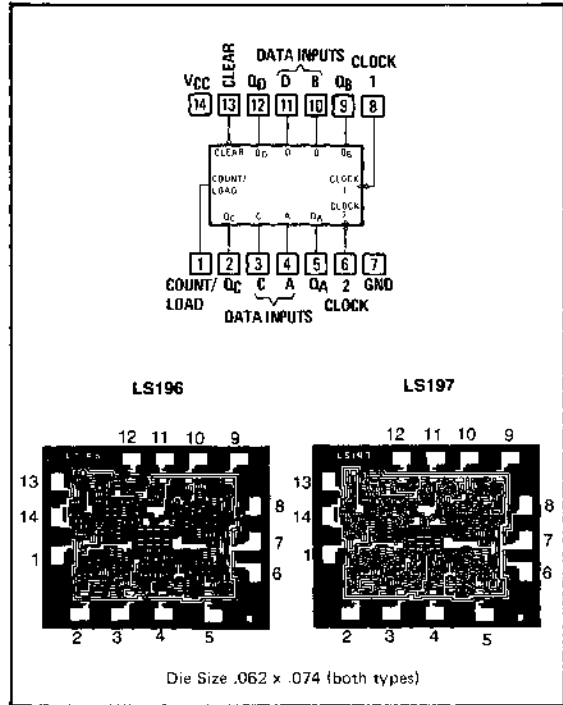 DATA INPUTS
VCC CLEAR QD D B QB CLOCK 1
14 13 12 11 10 9 8
CLEAR QD D B QB
COUNT/ LOAD
CLOCK 1
CLOCK 2
QC C A QA
1 2 3 4 5 6 7
COUNT/ LOAD QC C A QA CLOCK 2 GND
DATA INPUTS
LS196 LS197
12 11 10 9 12 11 10 9
LS197
13 13
14 14
1 1
8 8
7 7
6 6
2 3 4 5 2 3 4 5
Die Size .062 x .074 (both types)